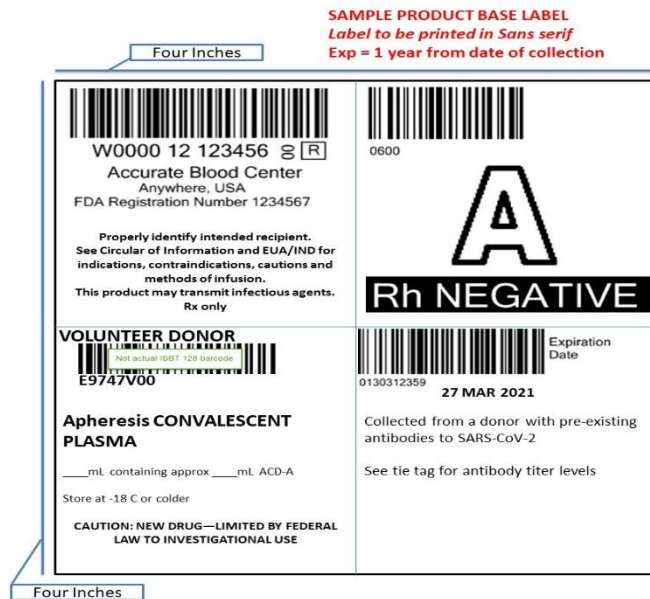 SAMPLE PRODUCT BASE LABEL
Label to be printed in Sans serif
Exp = 1 year from date of collection
Four Inches
W0000 12 123456 00 R
Accurate Blood Center
Anywhere, USA
FDA Registration Number 1234567
Properly identify intended recipient.
See Circular of Information and EUA/IND for
indications, contraindications, cautions and
methods of infusion.
This product may transmit infectious agents.
Rx only
0600
A
Rh NEGATIVE
VOLUNTEER DONOR
Not actual ISBT 128 barcode
E9747V00
Apheresis CONVALESCENT
PLASMA
____mL containing approx ____mL ACD-A
Store at -18 C or colder
CAUTION: NEW DRUG—LIMITED BY FEDERAL
LAW TO INVESTIGATIONAL USE
Expiration
Date
0130312359
27 MAR 2021
Collected from a donor with pre-existing
antibodies to SARS-CoV-2
See tie tag for antibody titer levels
Four Inches